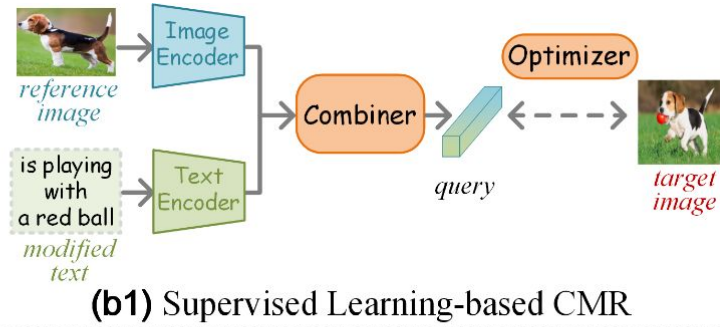 Image
Encoder
reference
image
is playing
with
a red ball
modified
text
Text
Encoder
Combiner
query
Optimizer
target
image
(b1) Supervised Learning-based CMR